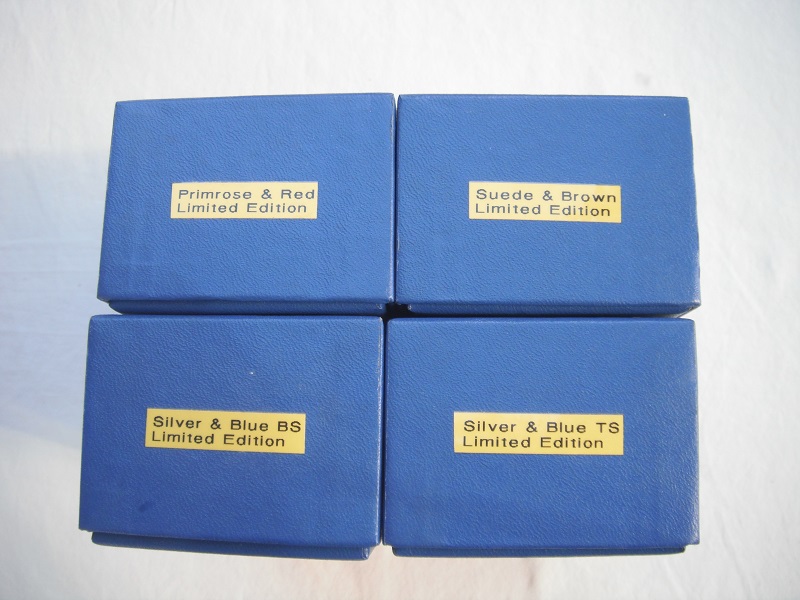 Primrose & Red
Limited Edition
Suede & Brown
Limited Edition
Silver & Blue BS
Limited Edition
Silver & Blue TS
Limited Edition